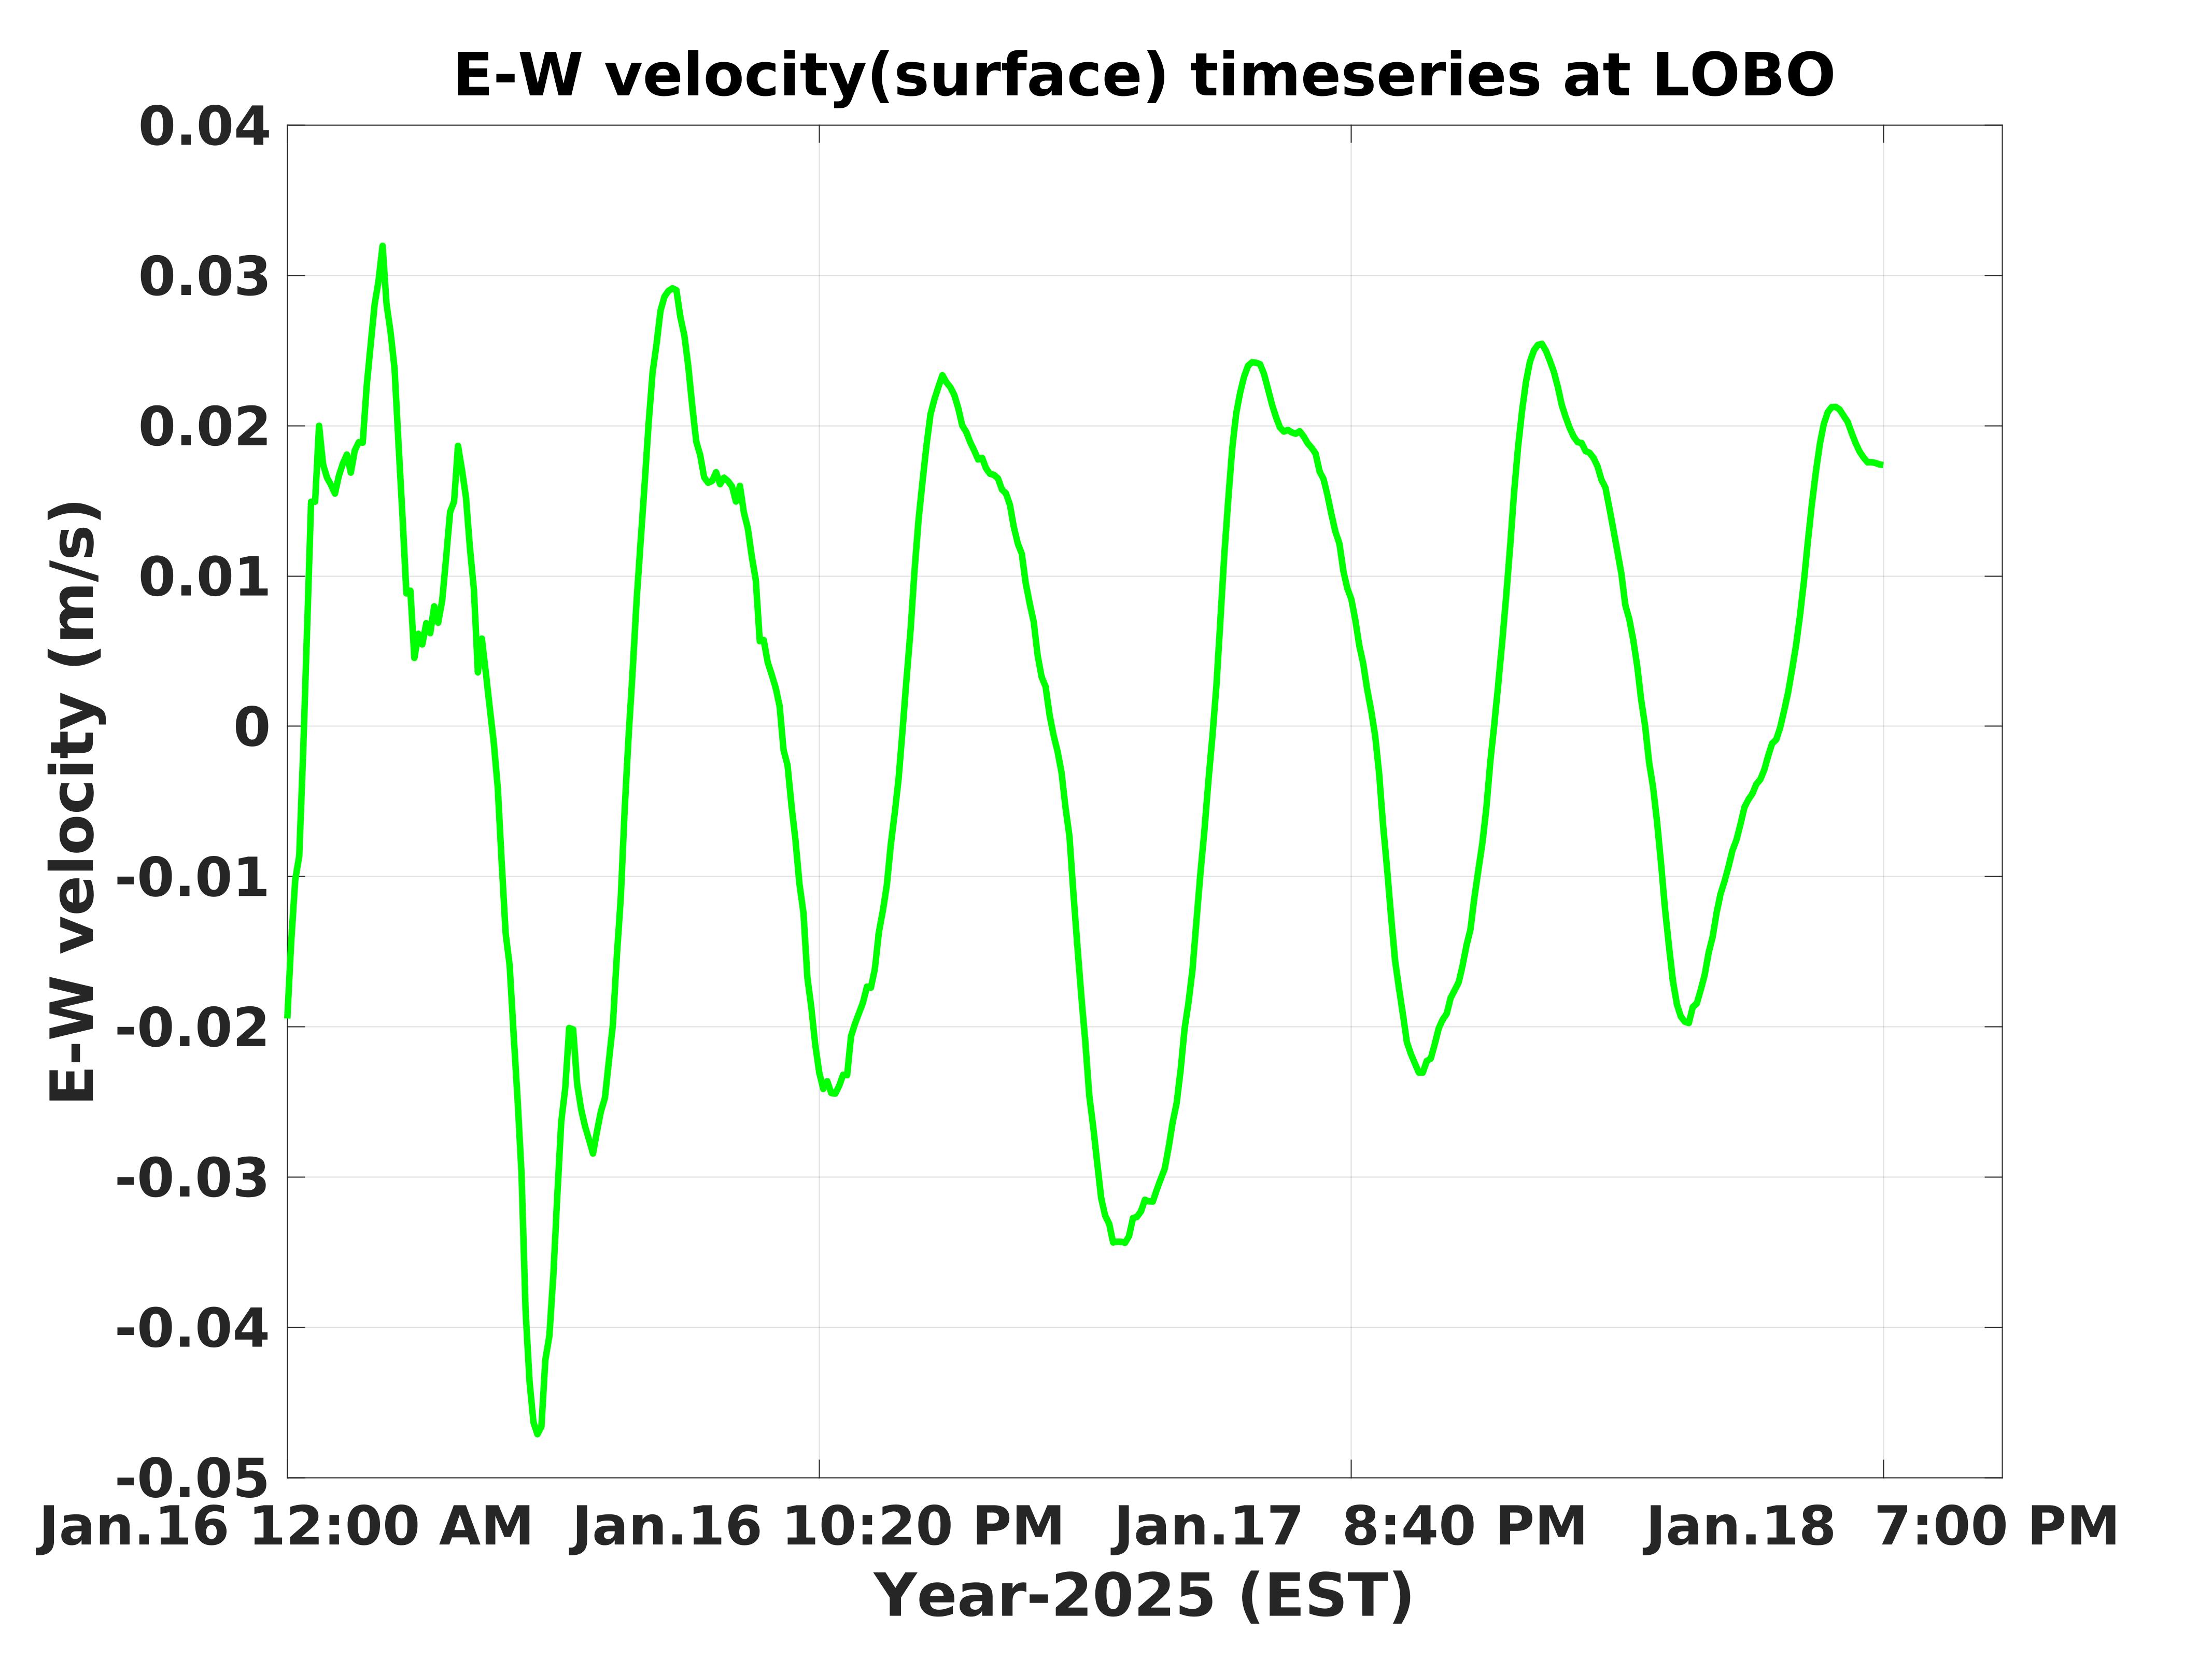 E-W velocity(surface) timeseries at LOBO
0.04
0.03
0.02
0.01
0
-0.01
-0.02
-0.03
-0.04
-0.05
E-W velocity (m/s)
Jan.16 12:00 AM Jan.16 10:20 PM Jan.17 8:40 PM Jan.18 7:00 PM
Year-2025 (EST)